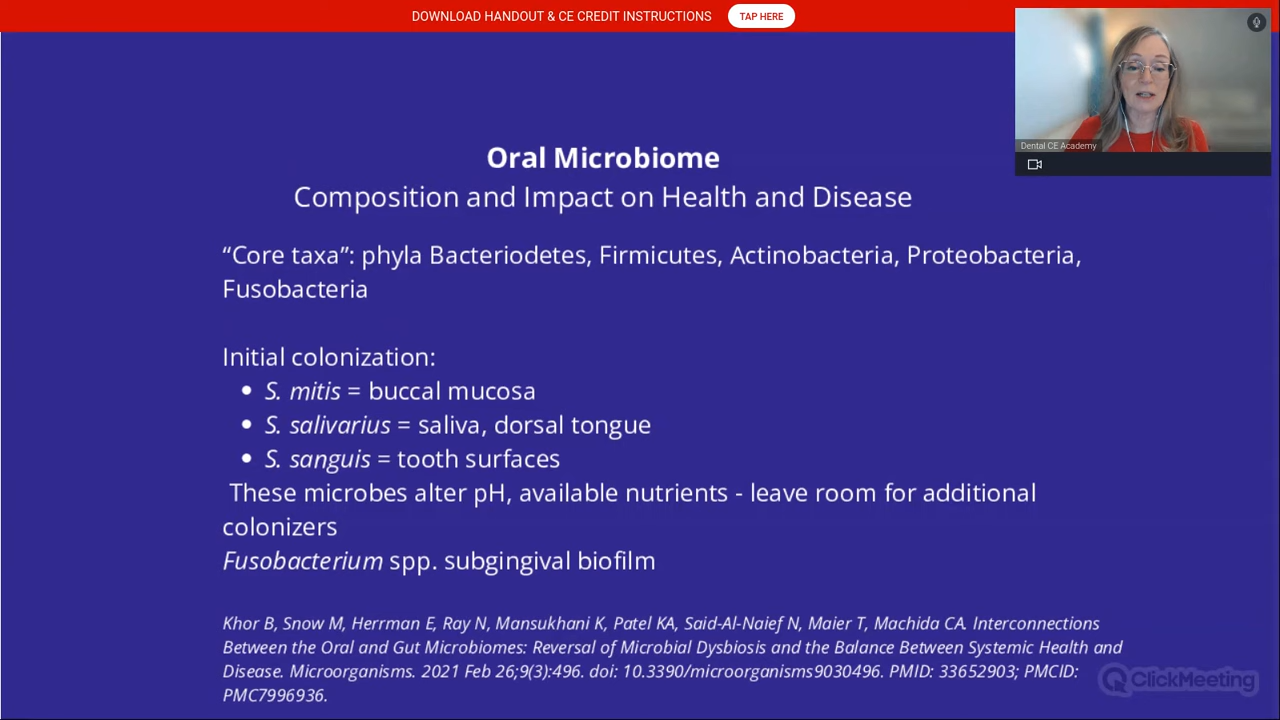 DOWNLOAD HANDOUT & CE CREDIT INSTRUCTIONS TAP HERE
Dental CE Academy
Oral Microbiome
Composition and Impact on Health and Disease
“Core taxa”: phyla Bacteriodetes, Firmicutes, Actinobacteria, Proteobacteria,
Fusobacteria
Initial colonization:
• S. mitis = buccal mucosa
• S. salivarius = saliva, dorsal tongue
• S. sanguis = tooth surfaces
These microbes alter pH, available nutrients - leave room for additional
colonizers
Fusobacterium spp. subgingival biofilm
Khor B, Snow M, Herrman E, Ray N, Mansukhani K, Patel KA, Said-Al-Naief N, Maier T, Machida CA. Interconnections
Between the Oral and Gut Microbiomes: Reversal of Microbial Dysbiosis and the Balance Between Systemic Health and
Disease. Microorganisms. 2021 Feb 26;9(3):496. doi: 10.3390/microorganisms9030496. PMID: 33652903; PMCID:
PMC7996936.
ClickMeeting